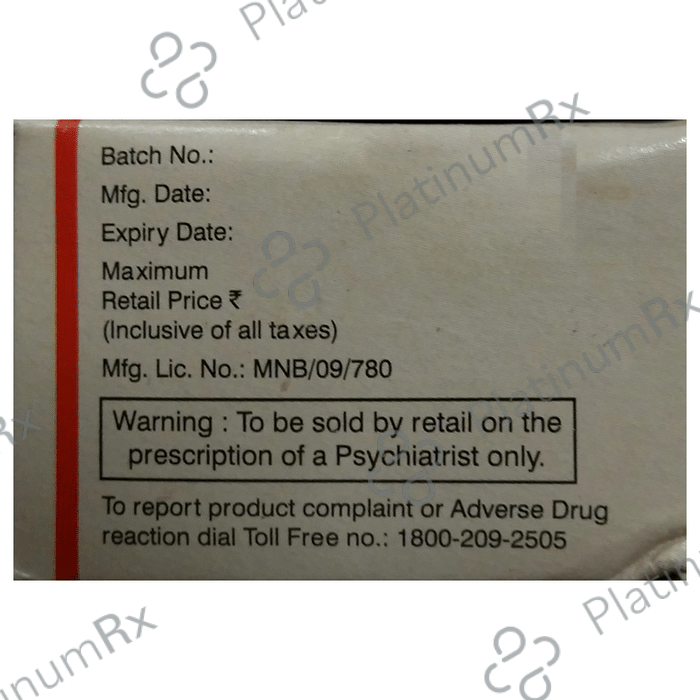 PlatinumRx
Batch No.:
Mfg. Date:
Expiry Date:
Maximum
Retail Price ₹
(Inclusive of all taxes)
Mfg. Lic. No.: MNB/09/780
Warning : To be sold by retail on the
prescription of a Psychiatrist only.
To report product complaint or Adverse Drug
reaction dial Toll Free no.: 1800-209-2505
PlatinumRx
PlatinumRx